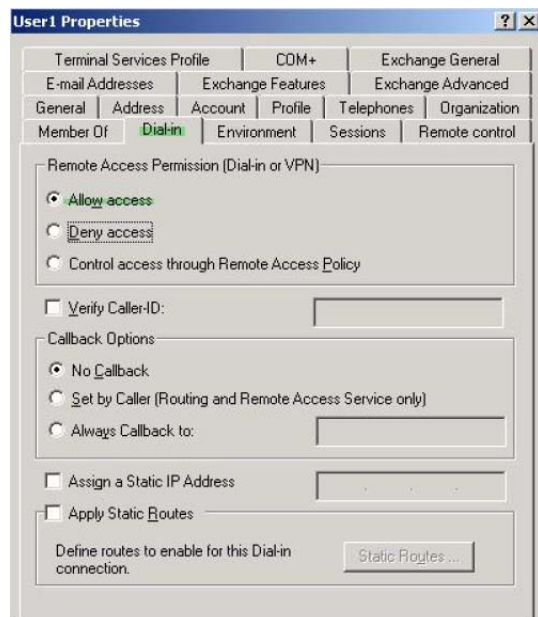 User1 Properties
Terminal Services Profile COM+ Exchange General
E-mail Addresses Exchange Features Exchange Advanced
General Address Account Profile Telephones Organization
Member Of Dial-in Environment Sessions Remote control
Remote Access Permission (Dial-in or VPN)
Allow access
Deny access
Control access through Remote Access Policy
Verify Caller-ID:
Callback Options
No Callback
Set by Caller (Routing and Remote Access Service only)
Always Callback to:
Assign a Static IP Address
Apply Static Routes
Define routes to enable for this Dial-in Static Routes ...
connection.